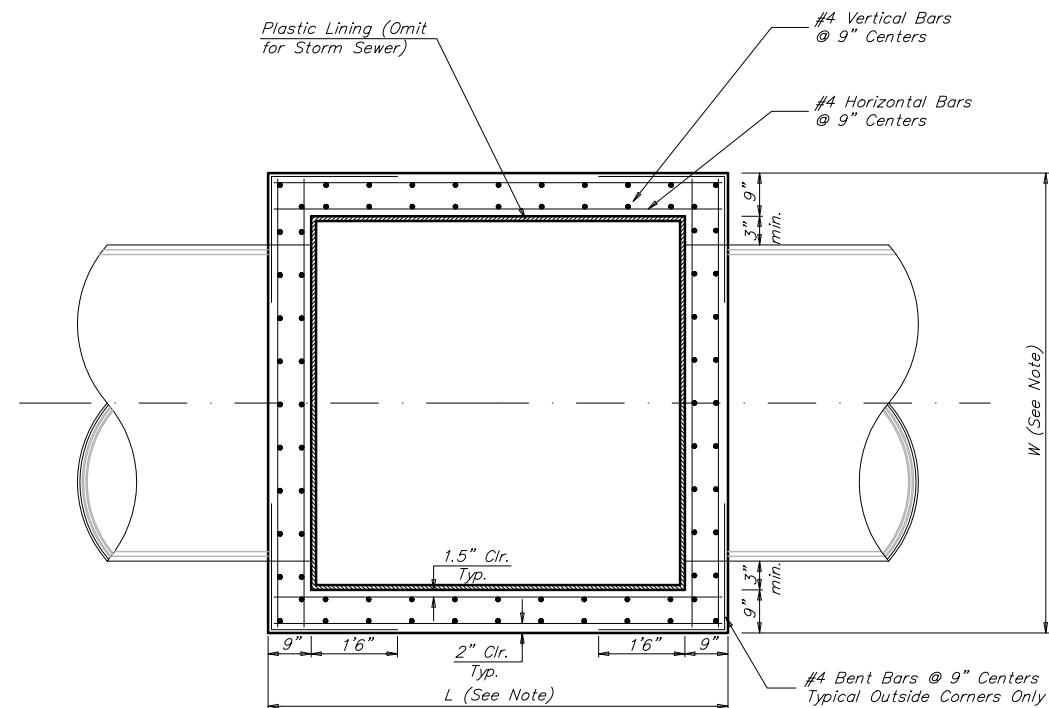 Plastic Lining (Omit
for Storm Sewer)
#4 Vertical Bars
@ 9" Centers
#4 Horizontal Bars
@ 9" Centers
9"
3"
min.
W (See Note)
1.5" Clr.
Typ.
3"
min.
9"
9"
1'6"
2" Clr.
Typ.
1'6"
9"
L (See Note)
#4 Bent Bars @ 9" Centers
Typical Outside Corners Only